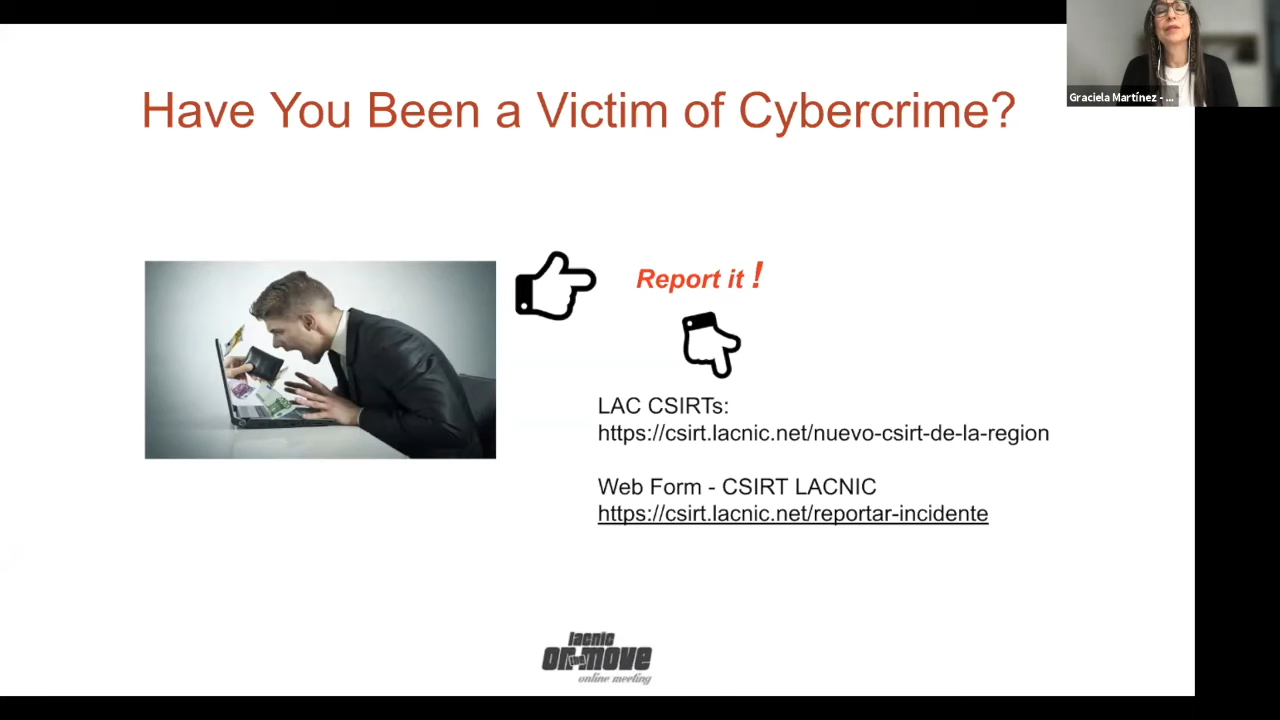 Have You Been a Victim of Cybercrime?
Graciela Martínez - ...
Report it !
LAC CSIRTs:
https://csirt.lacnic.net/nuevo-csirt-de-la-region
Web Form - CSIRT LACNIC
https://csirt.lacnic.net/reportar-incidente
lacnic
on the move
online meeting